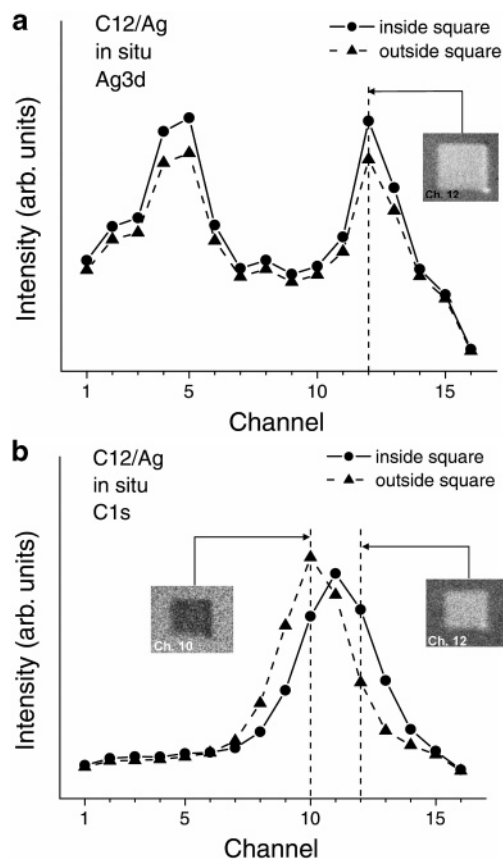 a
C12/Ag
in situ
Ag3d
inside square
outside square
Ch. 12
Intensity (arb. units)
1 5 10 15
Channel
b
C12/Ag
in situ
C1s
inside square
outside square
Ch. 10
Ch. 12
Intensity (arb. units)
1 5 10 15
Channel